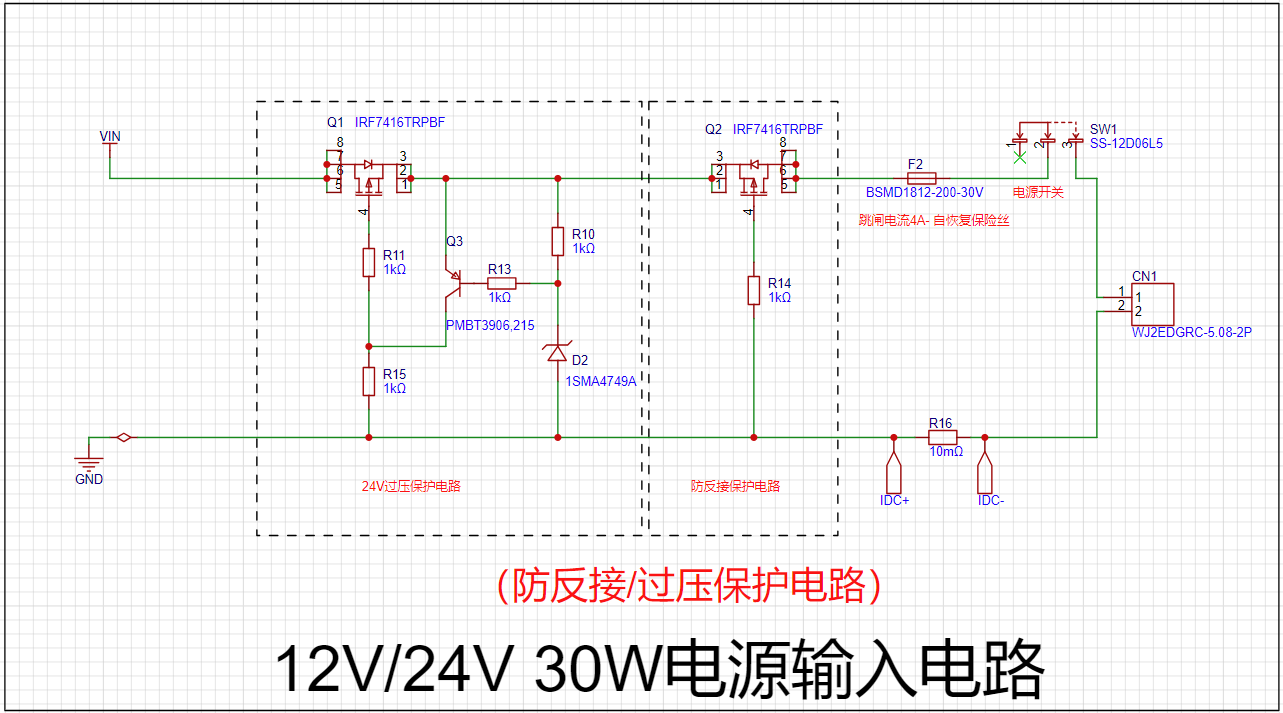 Q1 IRF7416TRPBF
Q2 IRF7416TRPBF
VIN
8
7
6
5
3
2
1
4
3
2
1
8
7
6
5
4
F2
BSMD1812-200-30V
跳闸电流4A- 自恢复保险丝
1
2
3
SW1
SS-12D06L5
电源开关
R11
1kΩ
Q3
PMBT3906,215
R13
1kΩ
R10
1kΩ
R14
1kΩ
CN1
1
2
1
2
WJ2EDGRC-5.08-2P
R15
1kΩ
D2
1SMA4749A
R16
10mΩ
GND
IDC+
IDC-
24V过压保护电路
防反接保护电路
（防反接/过压保护电路）
12V/24V 30W电源输入电路